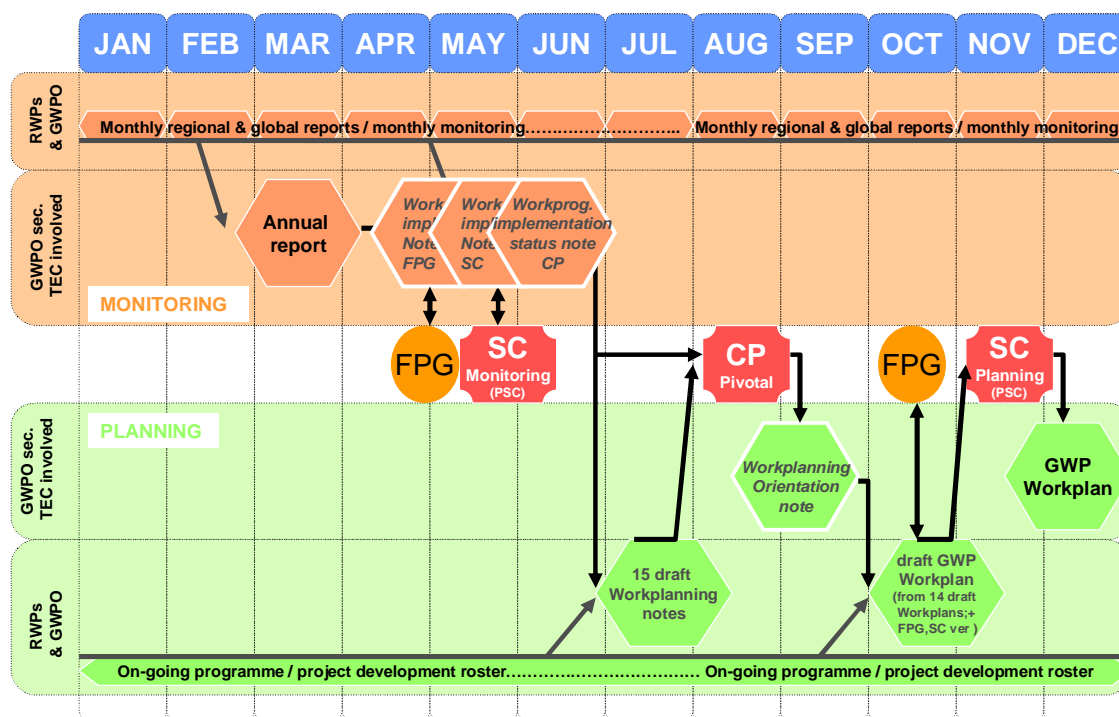 JAN FEB MAR APR MAY JUN JUL AUG SEP OCT NOV DEC
RWPs
& GWPO
Monthly regional & global reports / monthly monitoring……………………….. Monthly regional & global reports / monthly monitoring
GWPO sec.
TEC involved
Annual
report
Work
impl
Note
FPG
Work
impl
Note
SC
Workprog.
implementation
status note
CP
MONITORING
FPG
SC
Monitoring
(PSC)
CP
Pivotal
FPG
SC
Planning
(PSC)
PLANNING
GWPO sec.
TEC involved
Workplanning
Orientation
note
GWP
Workplan
RWPs
& GWPO
15 draft
Workplanning
notes
draft GWP
Workplan
(from 14 draft
Workplans;+
FPG,SC ver )
On-going programme / project development roster…………………………… On-going programme / project development roster